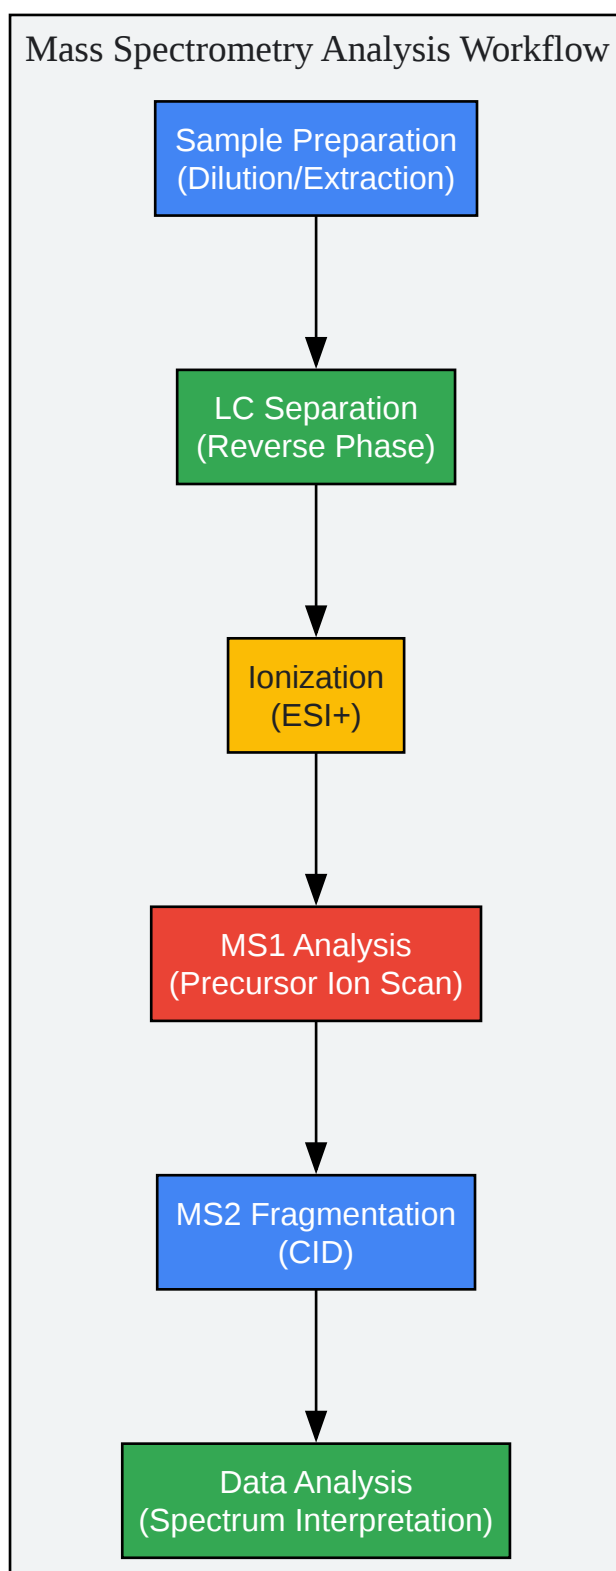 Mass Spectrometry Analysis Workflow
Sample Preparation
(Dilution/Extraction)
LC Separation
(Reverse Phase)
Ionization
(ESI+)
MS1 Analysis
(Precursor Ion Scan)
MS2 Fragmentation
(CID)
Data Analysis
(Spectrum Interpretation)